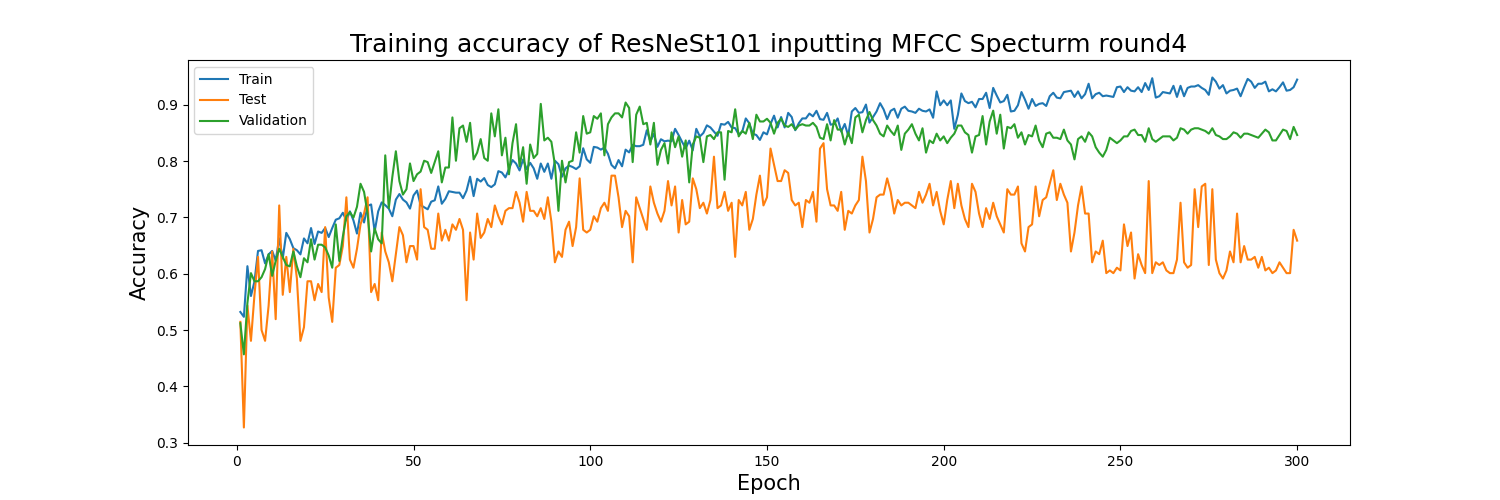 Training accuracy of ResNeSt101 inputting MFCC Specturm round4
Train
Test
Validation
Accuracy
0.9
0.8
0.7
0.6
0.5
0.4
0.3
0 50 100 150 200 250 300
Epoch